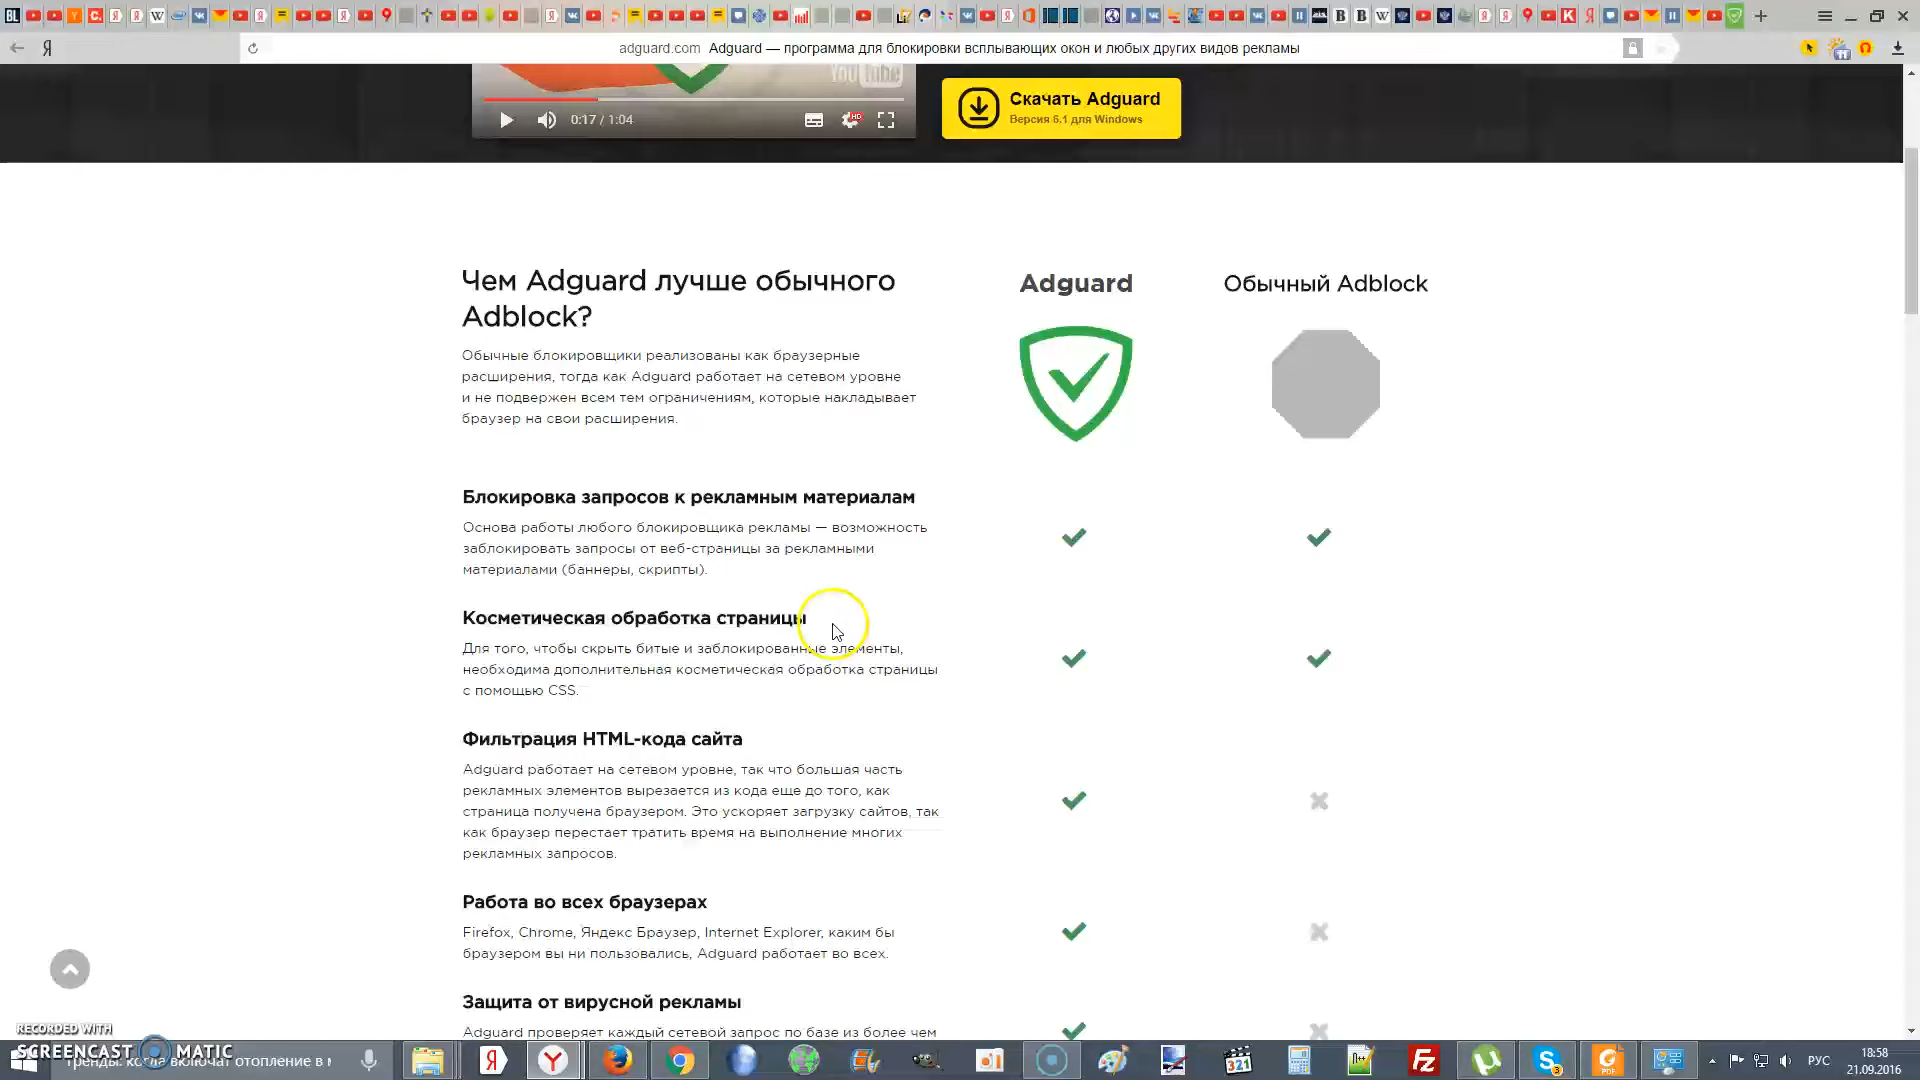 adguard.com Adguard — программа для блокировки всплывающих окон и любых других видов рекламы
You Tube
0:17 / 1:04
HD
Скачать Adguard
Версия 6.1 для Windows
Чем Adguard лучше обычного
Adblock?
Adguard
Обычный Adblock
Обычные блокировщики реализованы как браузерные
расширения, тогда как Adguard работает на сетевом уровне
и не подвержен всем тем ограничениям, которые накладывает
браузер на свои расширения.
Блокировка запросов к рекламным материалам
Основа работы любого блокировщика рекламы — возможность
заблокировать запросы от веб-страницы за рекламными
материалами (баннеры, скрипты).
Косметическая обработка страницы
Для того, чтобы скрыть битые и заблокированные элементы,
необходима дополнительная косметическая обработка страницы
с помощью CSS.
Фильтрация HTML-кода сайта
Adguard работает на сетевом уровне, так что большая часть
рекламных элементов вырезается из кода еще до того, как
страница получена браузером. Это ускоряет загрузку сайтов, так
как браузер перестает тратить время на выполнение многих
рекламных запросов.
Работа во всех браузерах
Firefox, Chrome, Яндекс Браузер, Internet Explorer, каким бы
браузером вы ни пользовались, Adguard работает во всех.
Защита от вирусной рекламы
Adguard проверяет каждый сетевой запрос по базе из более чем
RECORDED WITH
SCREENCAST MATIC
отопление в
РУС
18:58
21.09.2016